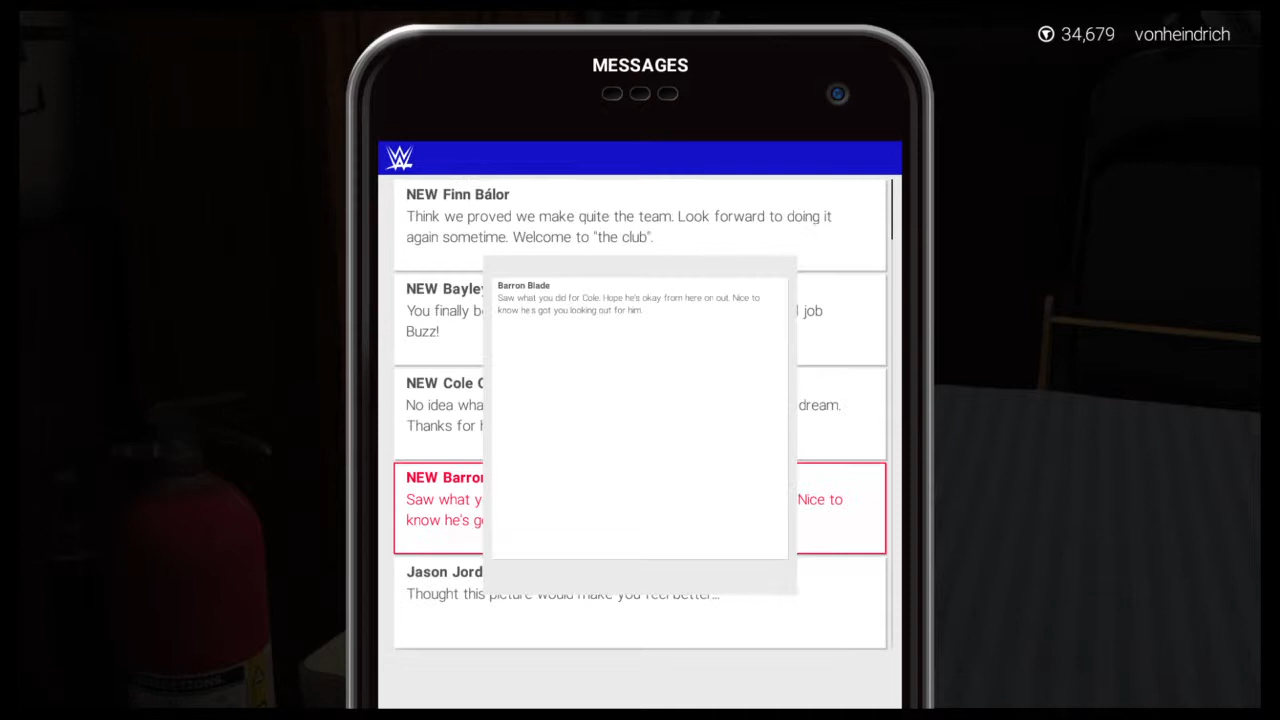 34,679 vonheindrich
MESSAGES
NEW Finn Bálor
Think we proved we make quite the team. Look forward to doing it
again sometime. Welcome to "the club".
NEW Bayley
You finally b job
Buzz!
NEW Cole C
No idea wha dream.
Thanks for h
NEW Barron
Saw what y Nice to
know he's g
Barron Blade
Saw what you did for Cole. Hope he's okay from here on out. Nice to
know he's got you looking out for him.
Jason Jord
Thought this picture would make you feel better...